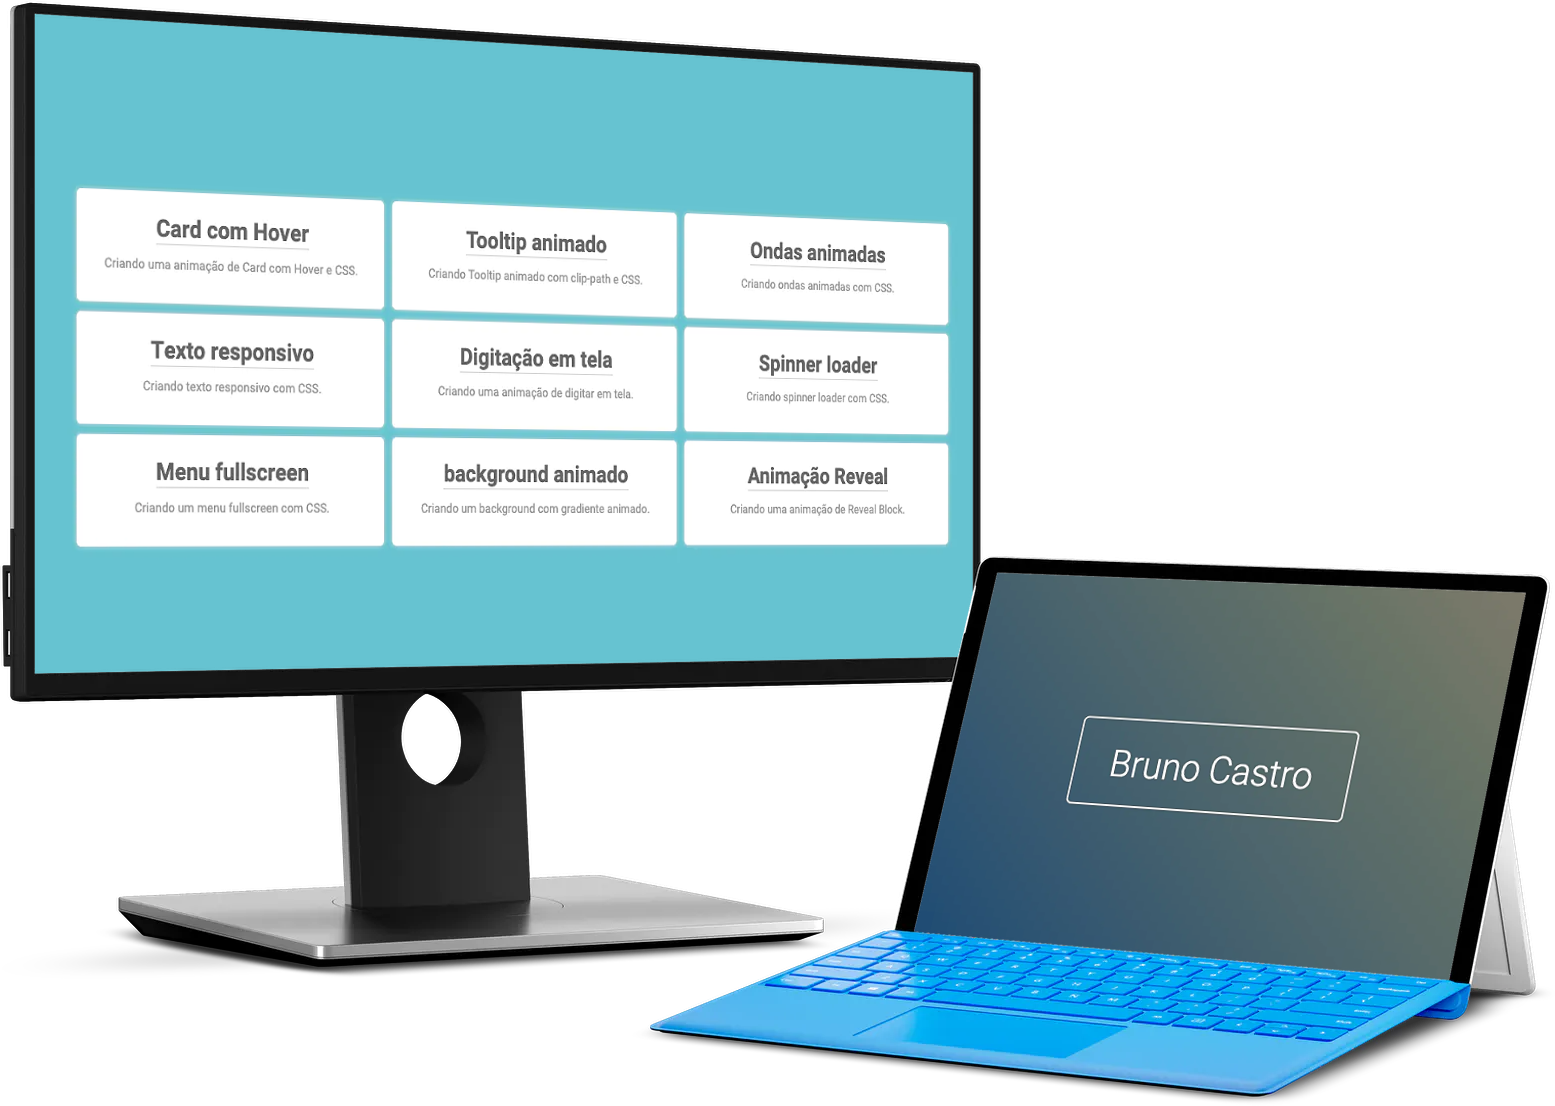 Card com Hover
Criando uma animação de Card com Hover e CSS.
Tooltip animado
Criando Tooltip animado com clip-path e CSS.
Ondas animadas
Criando ondas animadas com CSS.
Texto responsivo
Criando texto responsivo com CSS.
Digitação em tela
Criando uma animação de digitar em tela.
Spinner loader
Criando spinner loader com CSS.
Menu fullscreen
Criando um menu fullscreen com CSS.
background animado
Criando um background com gradiente animado.
Animação Reveal
Criando uma animação de Reveal Block.
Bruno Castro